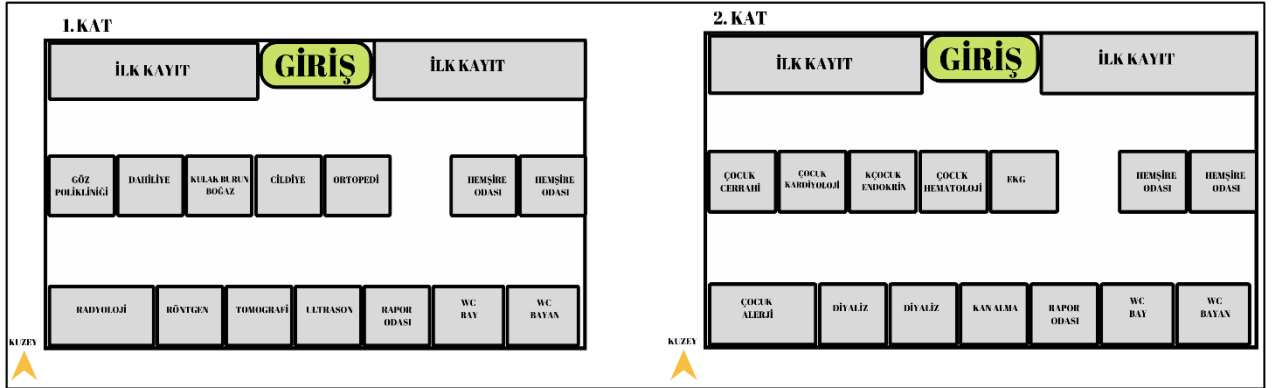 1. KAT
İLK KAYIT
GİRİŞ
İLK KAYIT
GÖZ
POLİKLİNİĞİ
DAHİLİYE
KULAK BURUN
BOĞAZ
CİLDİYE
ORTOPEDİ
HEMŞİRE
ODASI
HEMŞİRE
ODASI
RADYOLOJİ
RÖNTGEN
TOMOGRAFİ
ULTRASON
RAPOR
ODASI
WC
BAY
WC
BAYAN
KUZEY
2. KAT
İLK KAYIT
GİRİŞ
İLK KAYIT
ÇOCUK
CERRAHİ
ÇOCUK
KARDİYOLOJİ
KÇOCUK
ENDOKRİN
ÇOCUK
HEMATOLOJİ
EKG
HEMŞİRE
ODASI
HEMŞİRE
ODASI
ÇOCUK
ALERJİ
DİYALİZ
DİYALİZ
KAN ALMA
RAPOR
ODASI
WC
BAY
WC
BAYAN
KUZEY